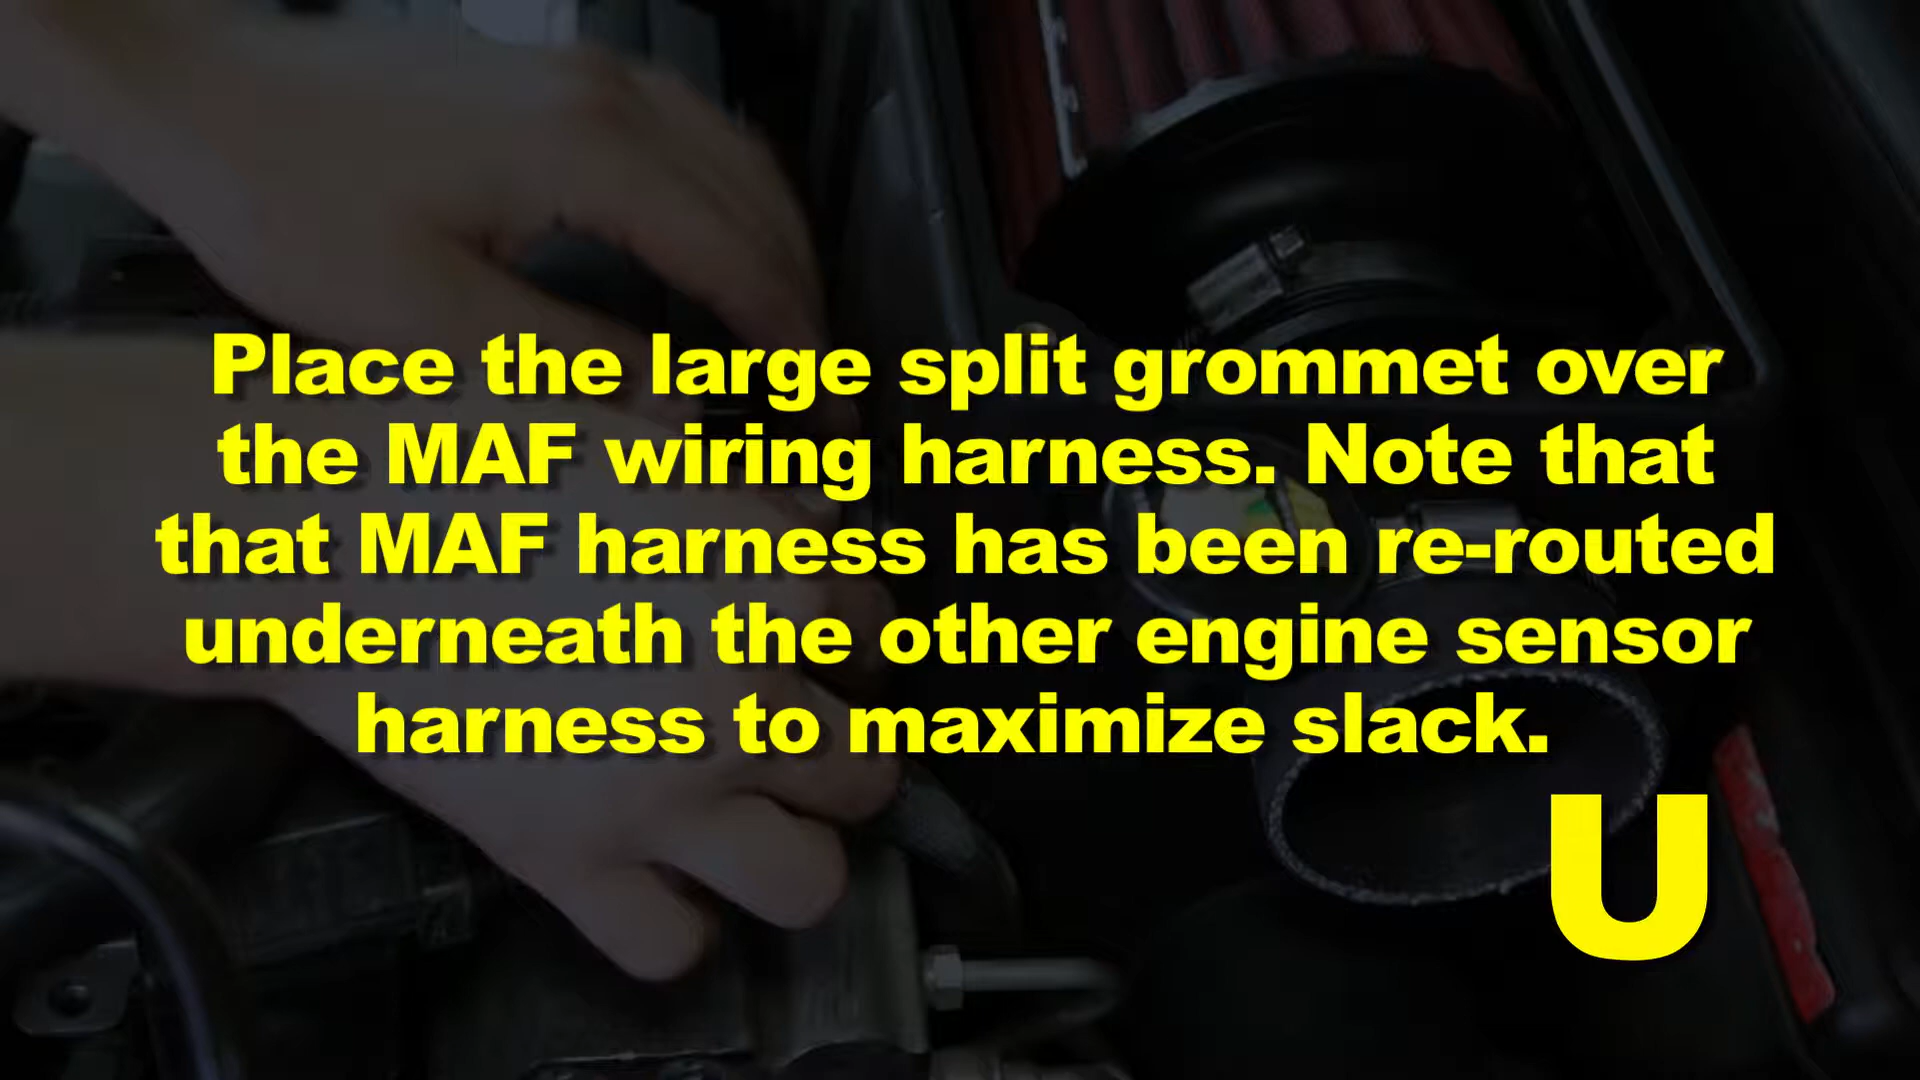 Place the large split grommet over
the MAF wiring harness. Note that
that MAF harness has been re-routed
underneath the other engine sensor
harness to maximize slack.
U